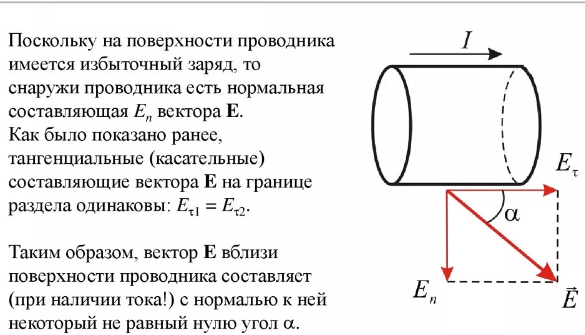 Поскольку на поверхности проводника
имеется избыточный заряд, то
снаружи проводника есть нормальная
составляющая Eₙ вектора E.
Как было показано ранее,
тангенциальные (касательные)
составляющие вектора E на границе
раздела одинаковы: Eτ1 = Eτ2.
Таким образом, вектор E вблизи
поверхности проводника составляет
(при наличии тока!) с нормалью к ней
некоторый не равный нулю угол α.
I
Eτ
α
Eₙ
E⃗